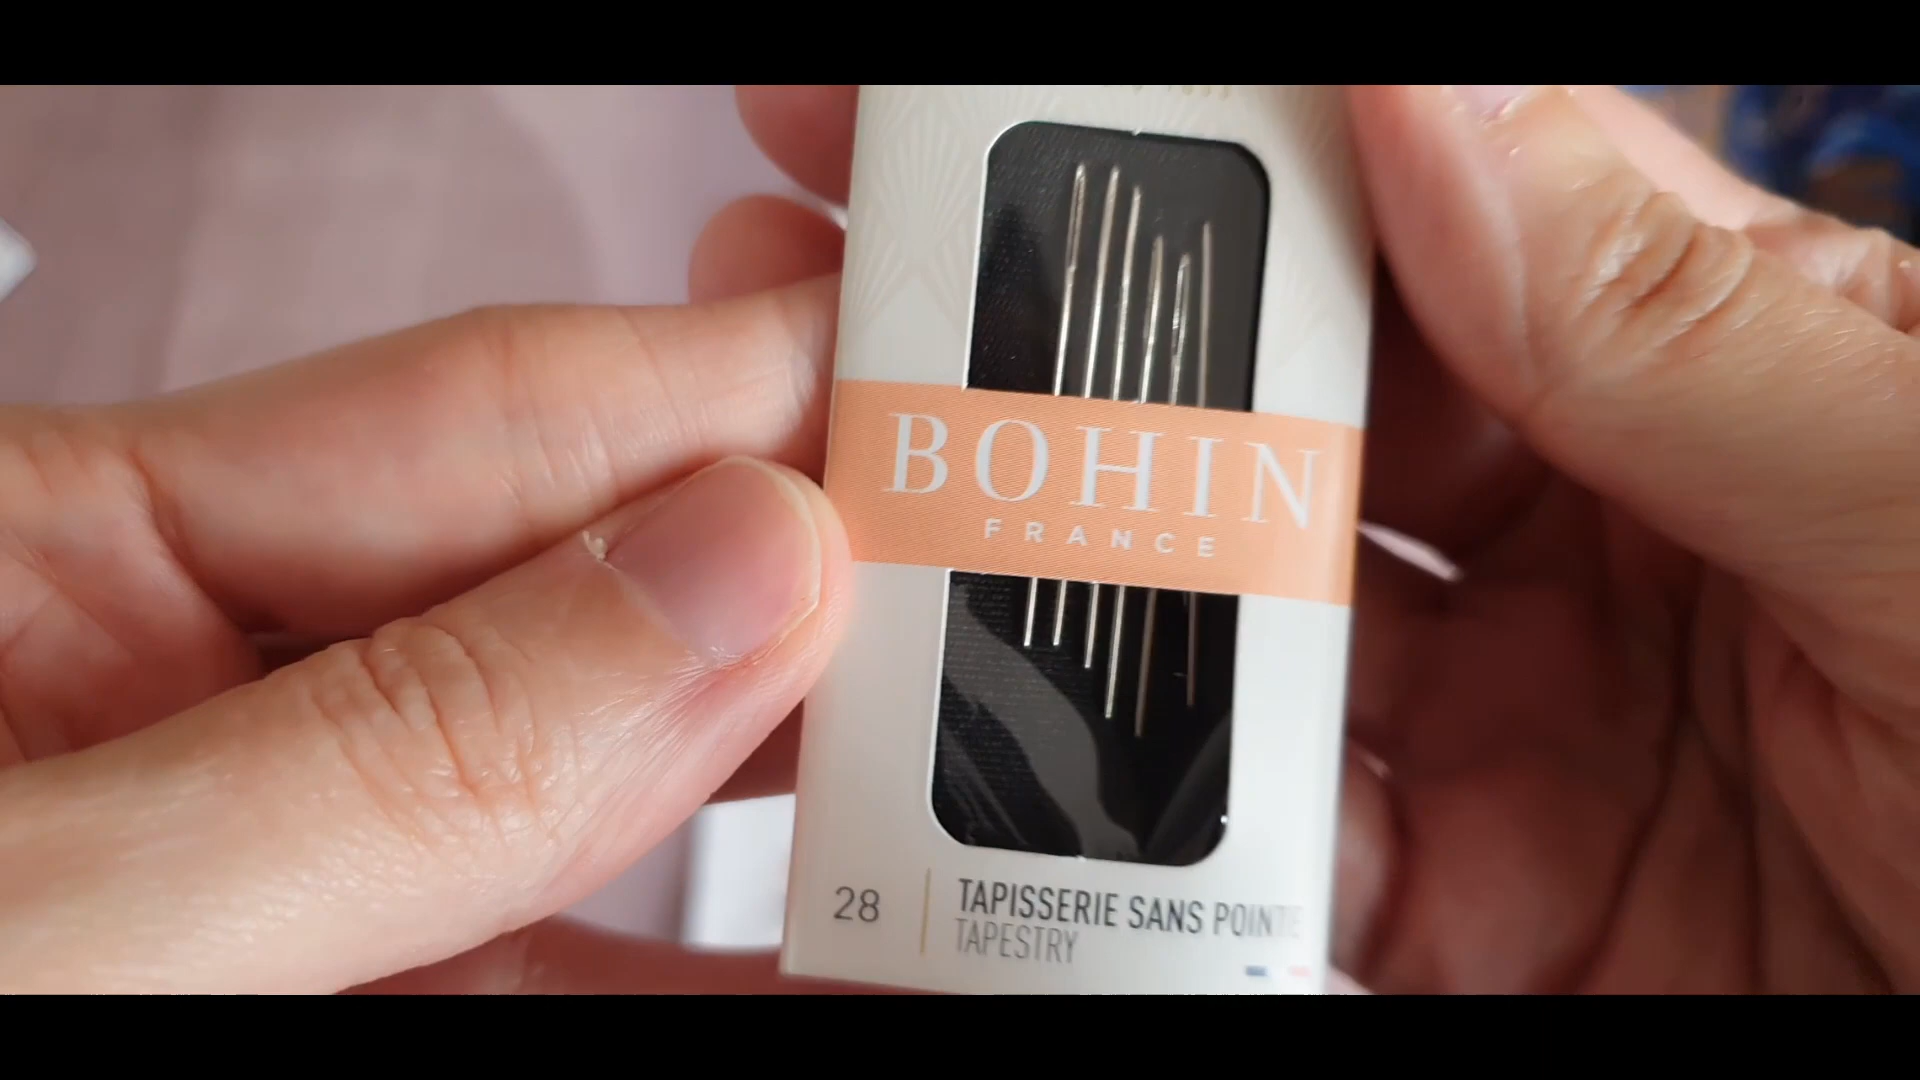 BOHIN
FRANCE
28
TAPISSERIE SANS POINTE
TAPESTRY